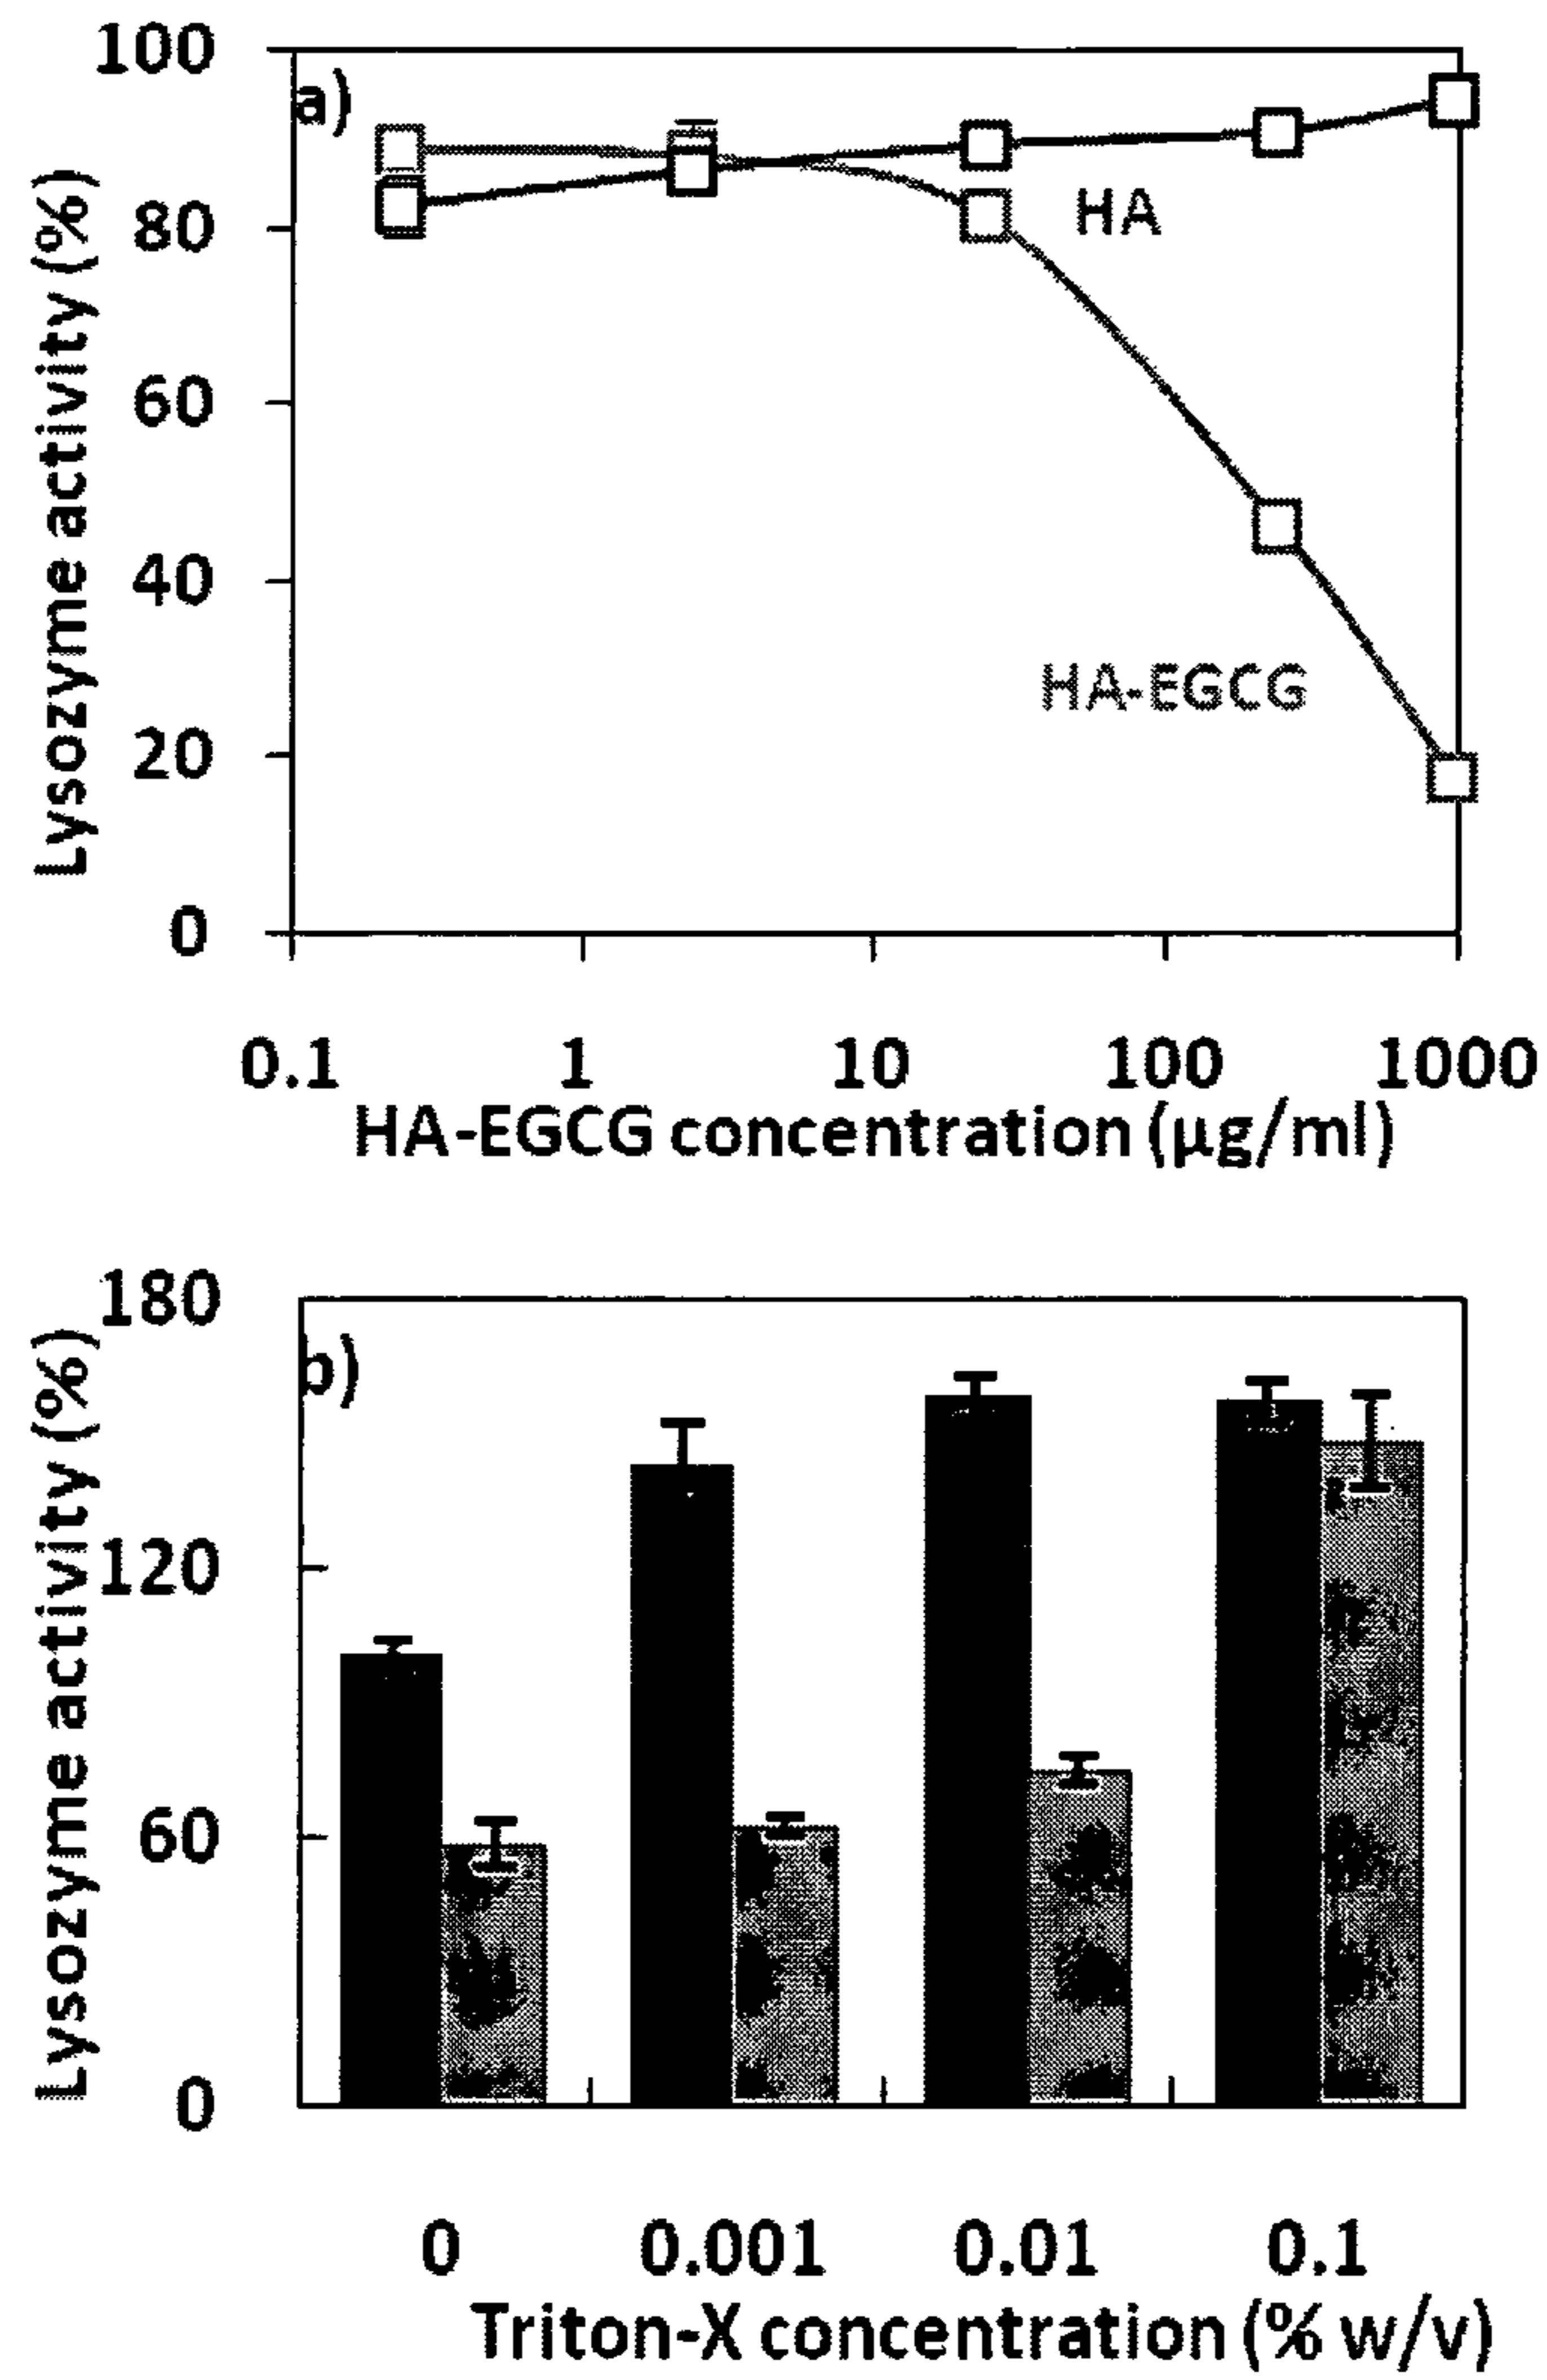 100
a)
80
HA
60
40
HA-EGCG
20
0
Lysozyme activity (%)
0.1 1 10 100 1000
HA-EGCG concentration (μg/ml)
180
b)
120
60
0
Lysozyme activity (%)
0 0.001 0.01 0.1
Triton-X concentration (% w/v)